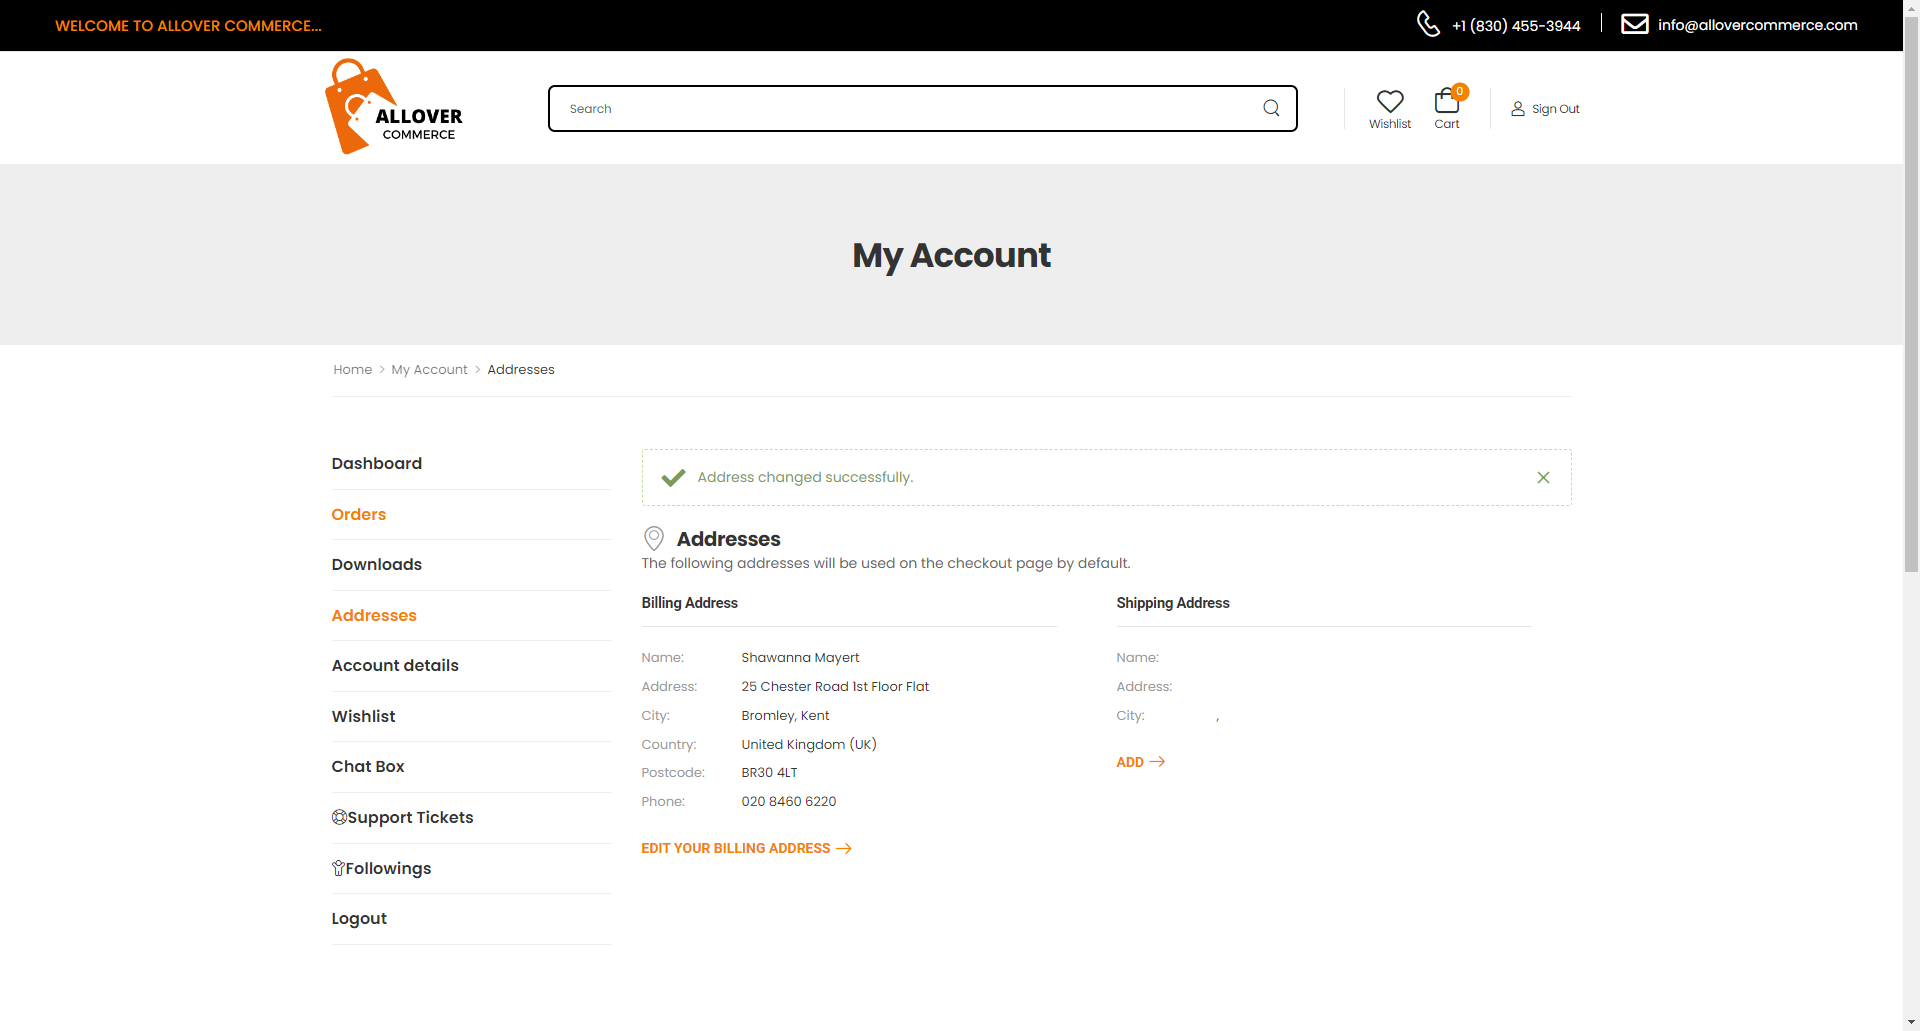 WELCOME TO ALLOVER COMMERCE...
+1 (830) 455-3944
info@allovercommerce.com
ALLOVER
COMMERCE
Search
Wishlist
0
Cart
Sign Out
My Account
Home > My Account > Addresses
Dashboard
Orders
Downloads
Addresses
Account details
Wishlist
Chat Box
Support Tickets
Followings
Logout
Address changed successfully.
Addresses
The following addresses will be used on the checkout page by default.
Billing Address
Name: Shawanna Mayert
Address: 25 Chester Road 1st Floor Flat
City: Bromley, Kent
Country: United Kingdom (UK)
Postcode: BR30 4LT
Phone: 020 8460 6220
EDIT YOUR BILLING ADDRESS
Shipping Address
Name:
Address:
City: ,
ADD